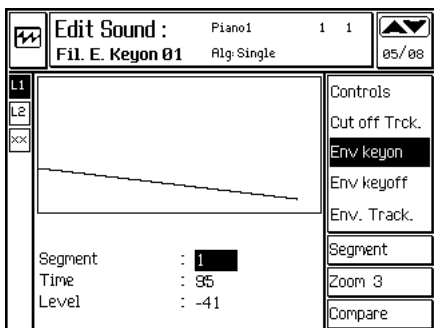 Edit Sound : Piano1 1 1
Fil. E. Keyon 01 Alg: Single 05/08
L1
L2
xx
Controls
Cut off Trck.
Env keyon
Env keyoff
Env. Track.
Segment
Zoom 3
Compare
Segment : 1
Time : 95
Level : -41